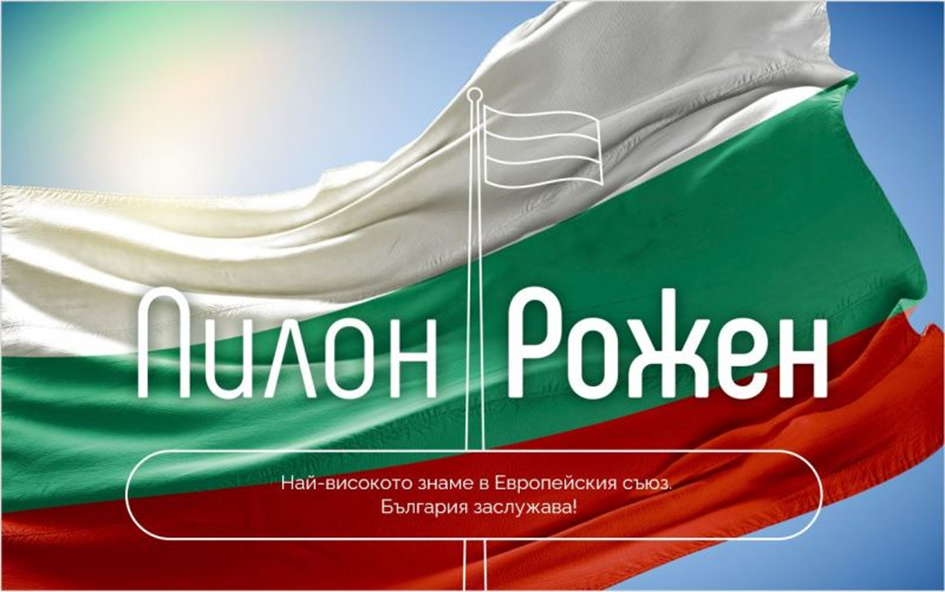 Пилон Рожен
Най-високото знаме в Европейския съюз.
България заслужава!